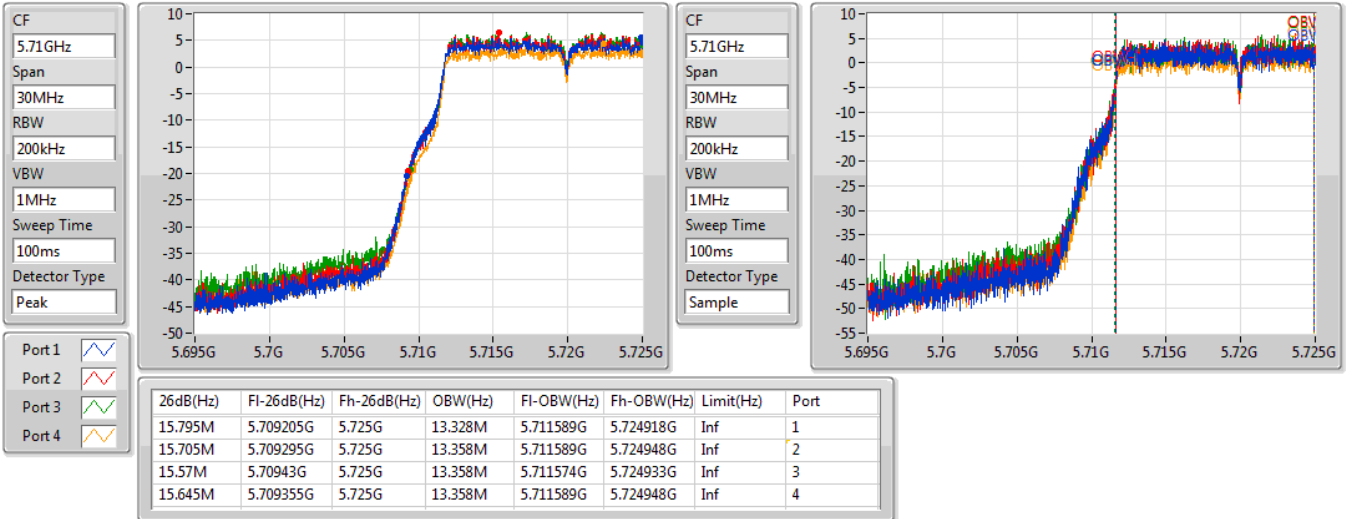 CF
5.71GHz
Span
30MHz
RBW
200kHz
VBW
1MHz
Sweep Time
100ms
Detector Type
Peak
10
5
0
-5
-10
-15
-20
-25
-30
-35
-40
-45
-50
5.695G 5.7G 5.705G 5.71G 5.715G 5.72G 5.725G
CF
5.71GHz
Span
30MHz
RBW
200kHz
VBW
1MHz
Sweep Time
100ms
Detector Type
Sample
10
5
0
-5
-10
-15
-20
-25
-30
-35
-40
-45
-50
-55
OBW
OBW
5.695G 5.7G 5.705G 5.71G 5.715G 5.72G 5.725G
Port 1
Port 2
Port 3
Port 4
26dB(Hz) Fl-26dB(Hz) Fh-26dB(Hz) OBW(Hz) Fl-OBW(Hz) Fh-OBW(Hz) Limit(Hz) Port
15.795M 5.709205G 5.725G 13.328M 5.711589G 5.724918G Inf 1
15.705M 5.709295G 5.725G 13.358M 5.711589G 5.724948G Inf 2
15.57M 5.70943G 5.725G 13.358M 5.711574G 5.724933G Inf 3
15.645M 5.709355G 5.725G 13.358M 5.711589G 5.724948G Inf 4